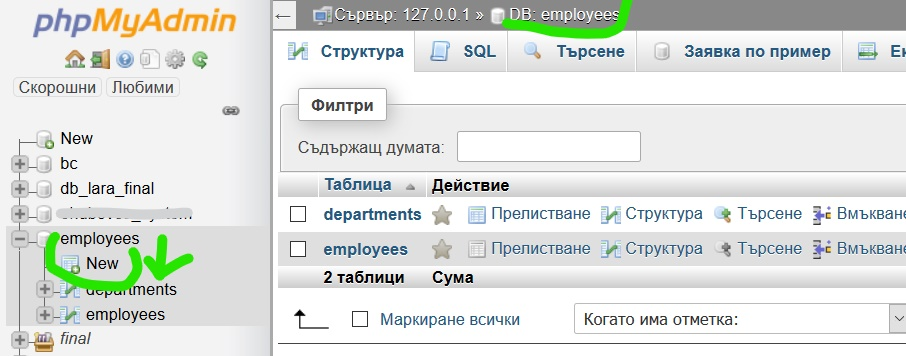 phpMyAdmin
Скорошни Любими
New
bc
db_lara_final
employees
New
departments
employees
final
Сървър: 127.0.0.1 » DB: employees
Структура SQL Търсене Заявка по пример
Филтри
Съдържащ думата:
Таблица Действие
departments Прелистване Структура Търсене Вмъкване
employees Прелистване Структура Търсене Вмъкване
2 таблици Сума
Маркиране всички Когато има отметка: